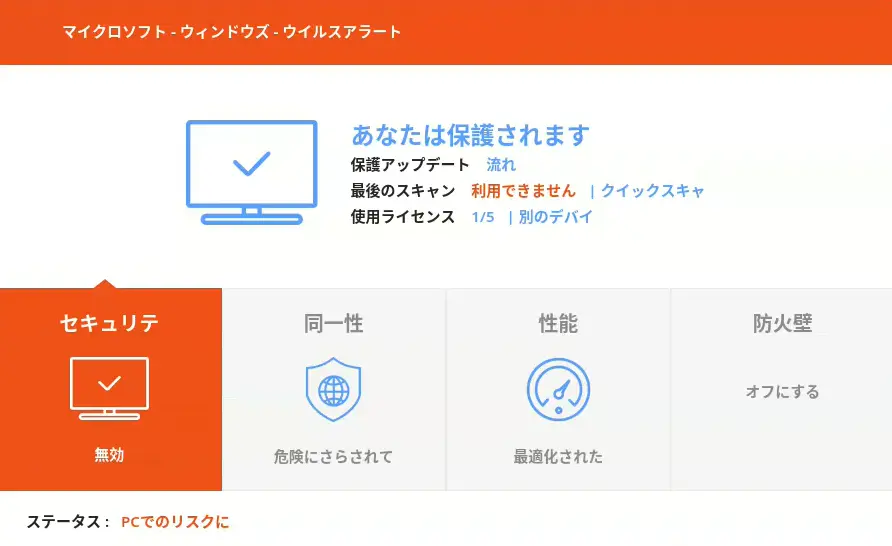 マイクロソフト - ウィンドウズ - ウイルスアラート
あなたは保護されます
保護アップデート 流れ
最後のスキャン 利用できません | クイックスキャ
使用ライセンス 1/5 | 別のデバイ
セキュリテ
同一性
性能
防火壁
オフにする
無効
危険にさらされて
最適化された
ステータス : PCでのリスクに